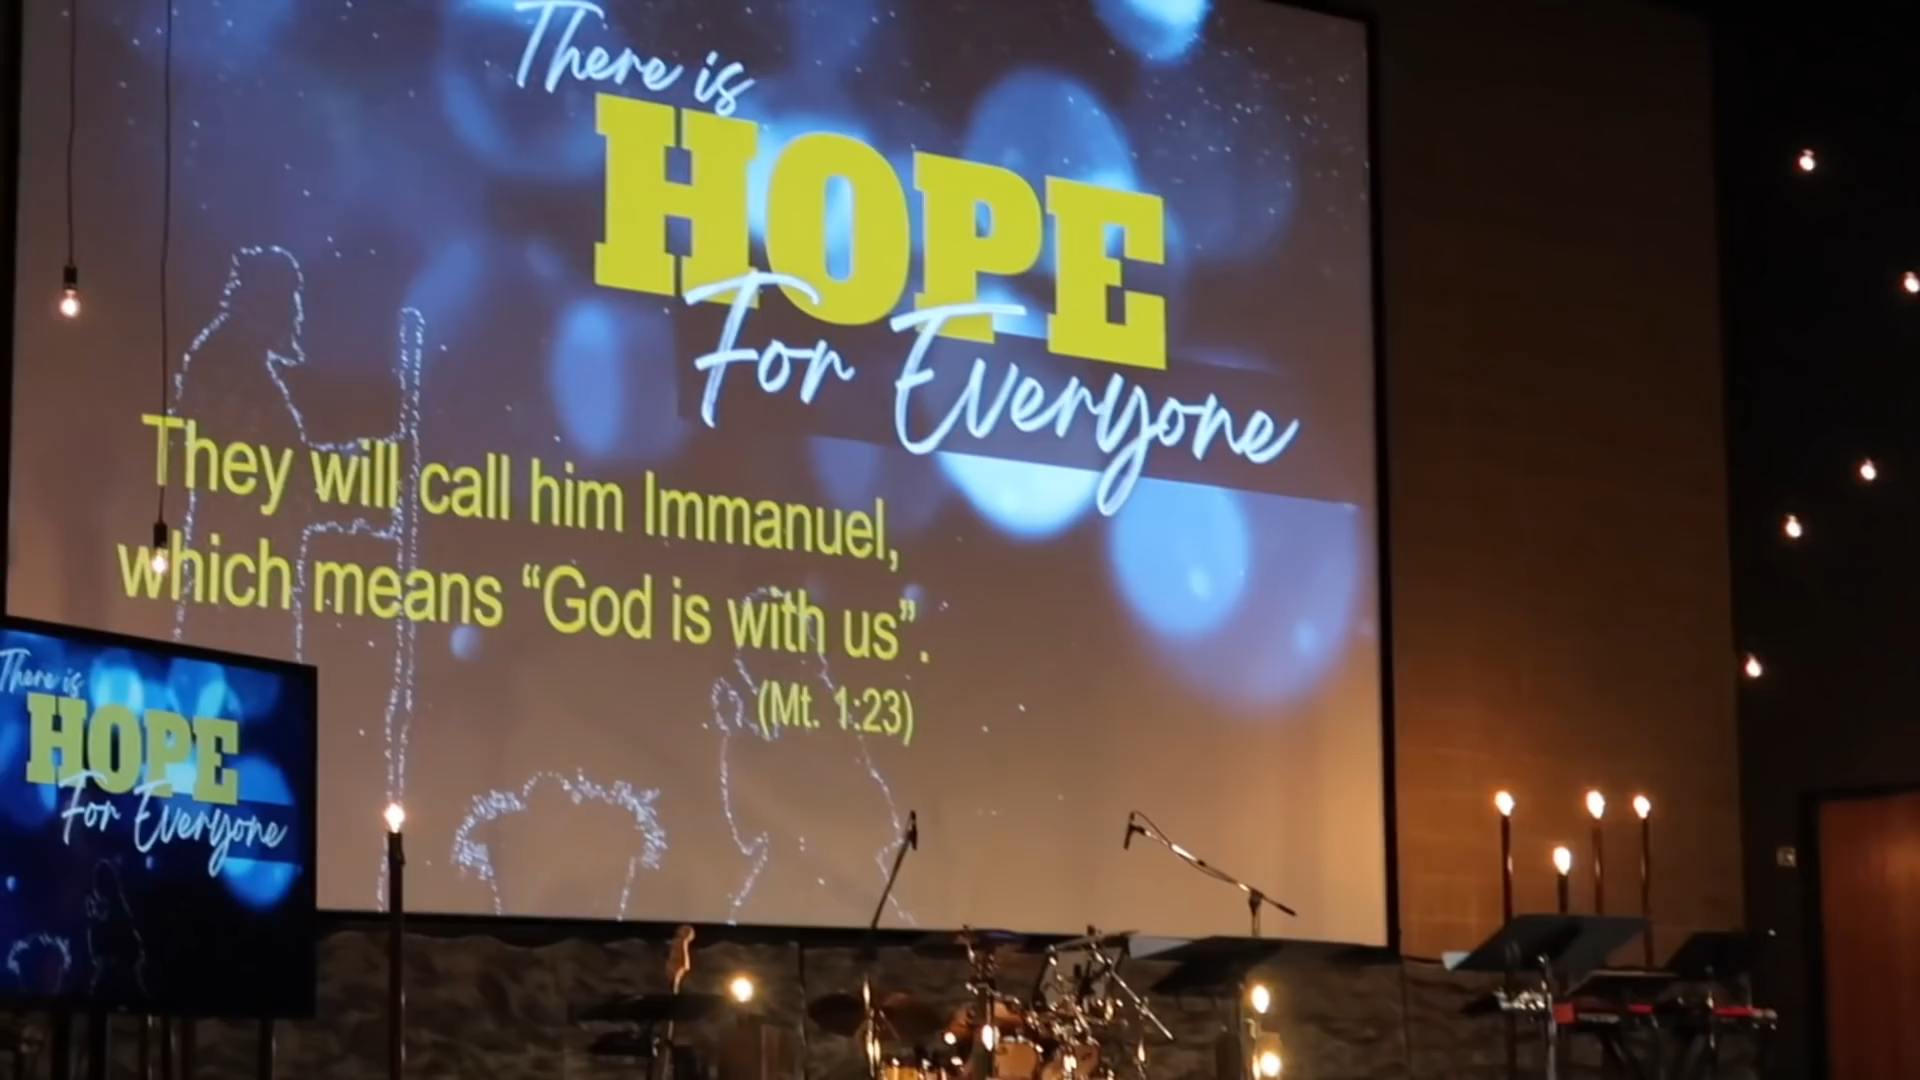 There is
HOPE
For Everyone
They will call him Immanuel,
which means “God is with us”.
(Mt. 1:23)
There is
HOPE
For Everyone